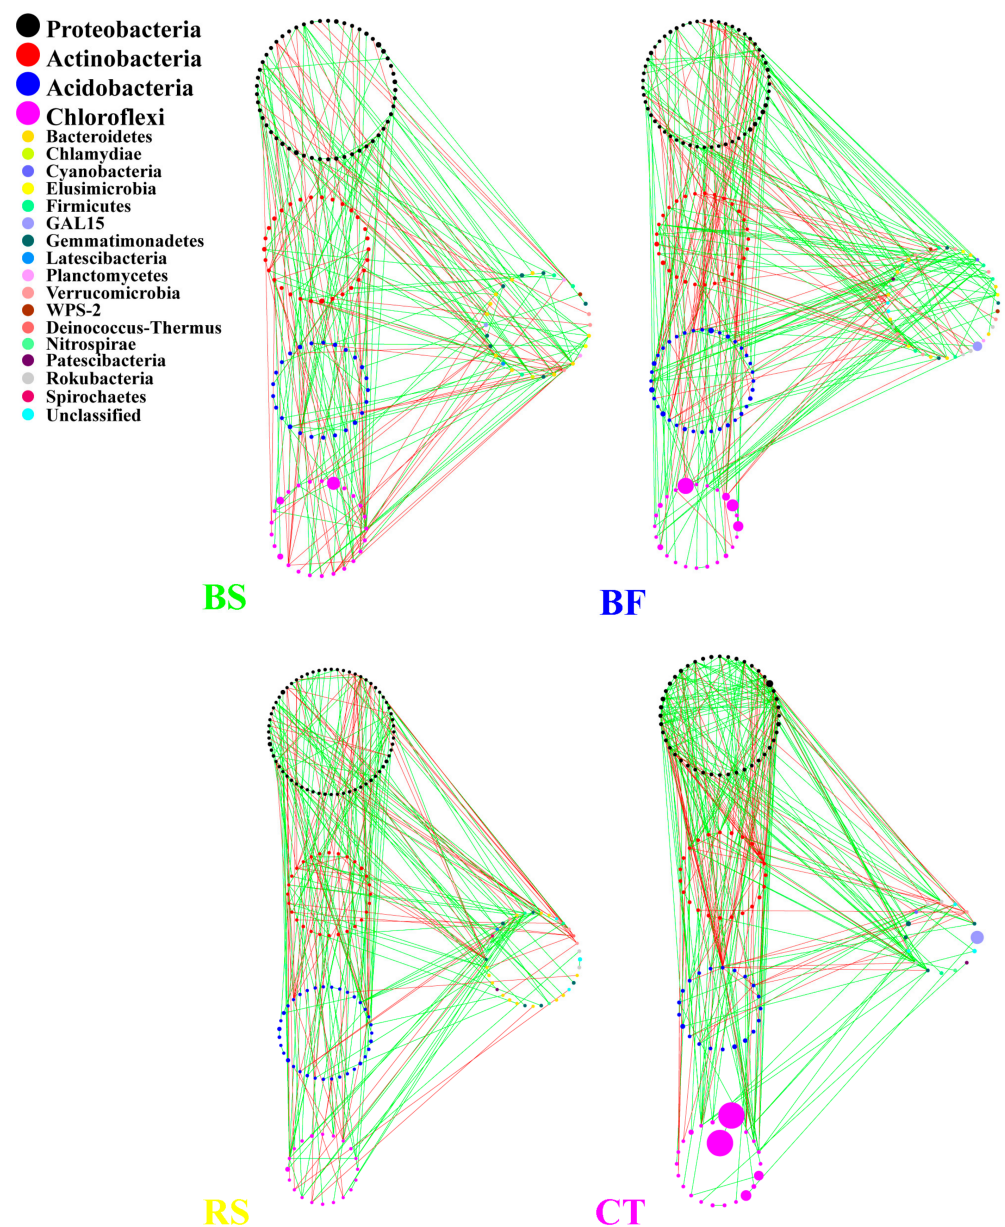 Proteobacteria
Actinobacteria
Acidobacteria
Chloroflexi
Bacteroidetes
Chlamydiae
Cyanobacteria
Elusimicrobia
Firmicutes
GAL15
Gemmatimonadetes
Latescibacteria
Planctomycetes
Verrucomicrobia
WPS-2
Deinococcus-Thermus
Nitrospirae
Patescibacteria
Rokubacteria
Spirochaetes
Unclassified
BS
BF
RS
CT